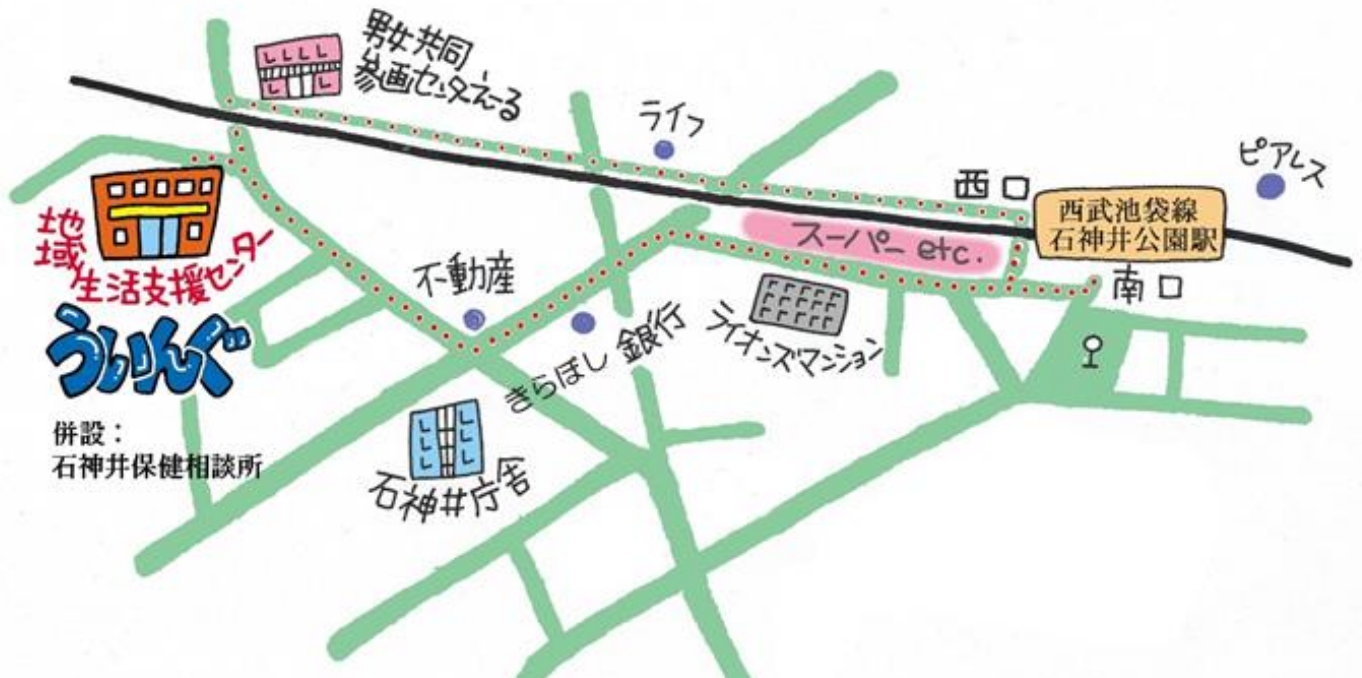 男女共同
参画センターえーる
ライフ
ピアレス
西口
西武池袋線
石神井公園駅
スーパー etc.
南口
地域
生活支援センター
うぃりんぐ
併設：
石神井保健相談所
不動産
きらぼし 銀行
ライオンズマンション
石神井庁舎